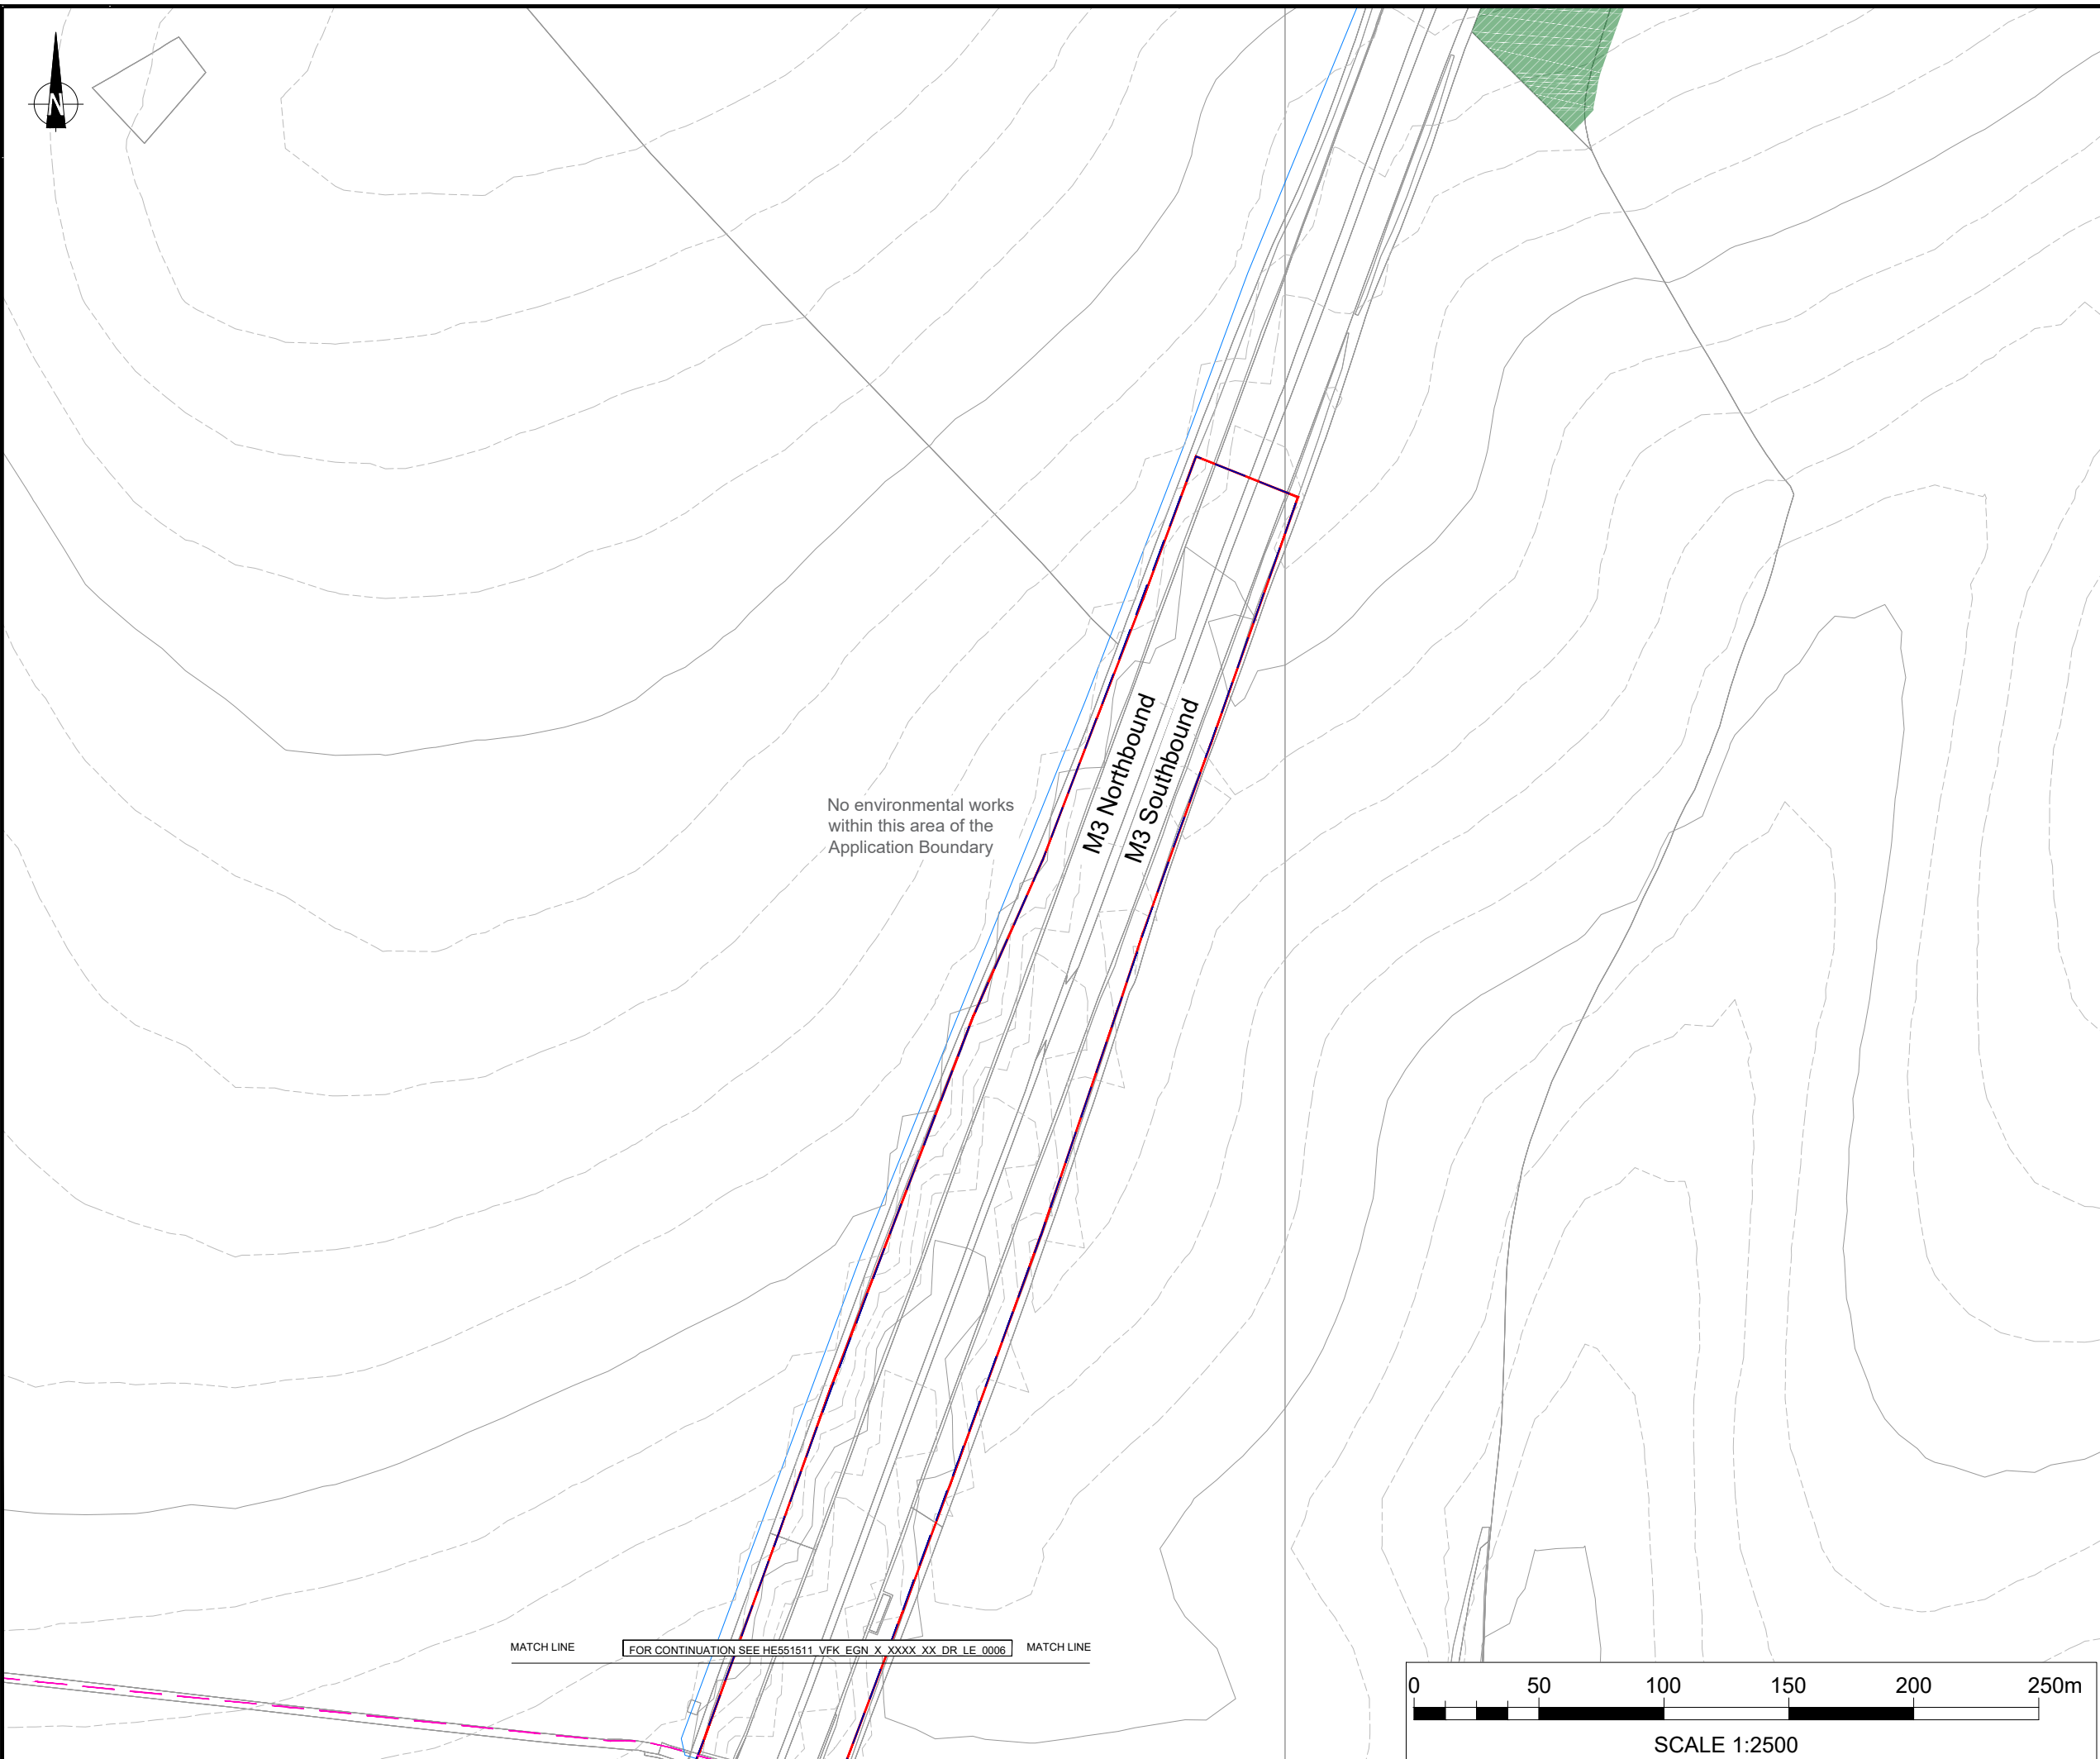 N
M3 Northbound
M3 Southbound
No environmental works
within this area of the
Application Boundary
MATCH LINE
FOR CONTINUATION SEE HE551511_VFK_EGN_X_XXXX_XX_DR_LE_0006
MATCH LINE
0 50 100 150 200 250m
SCALE 1:2500